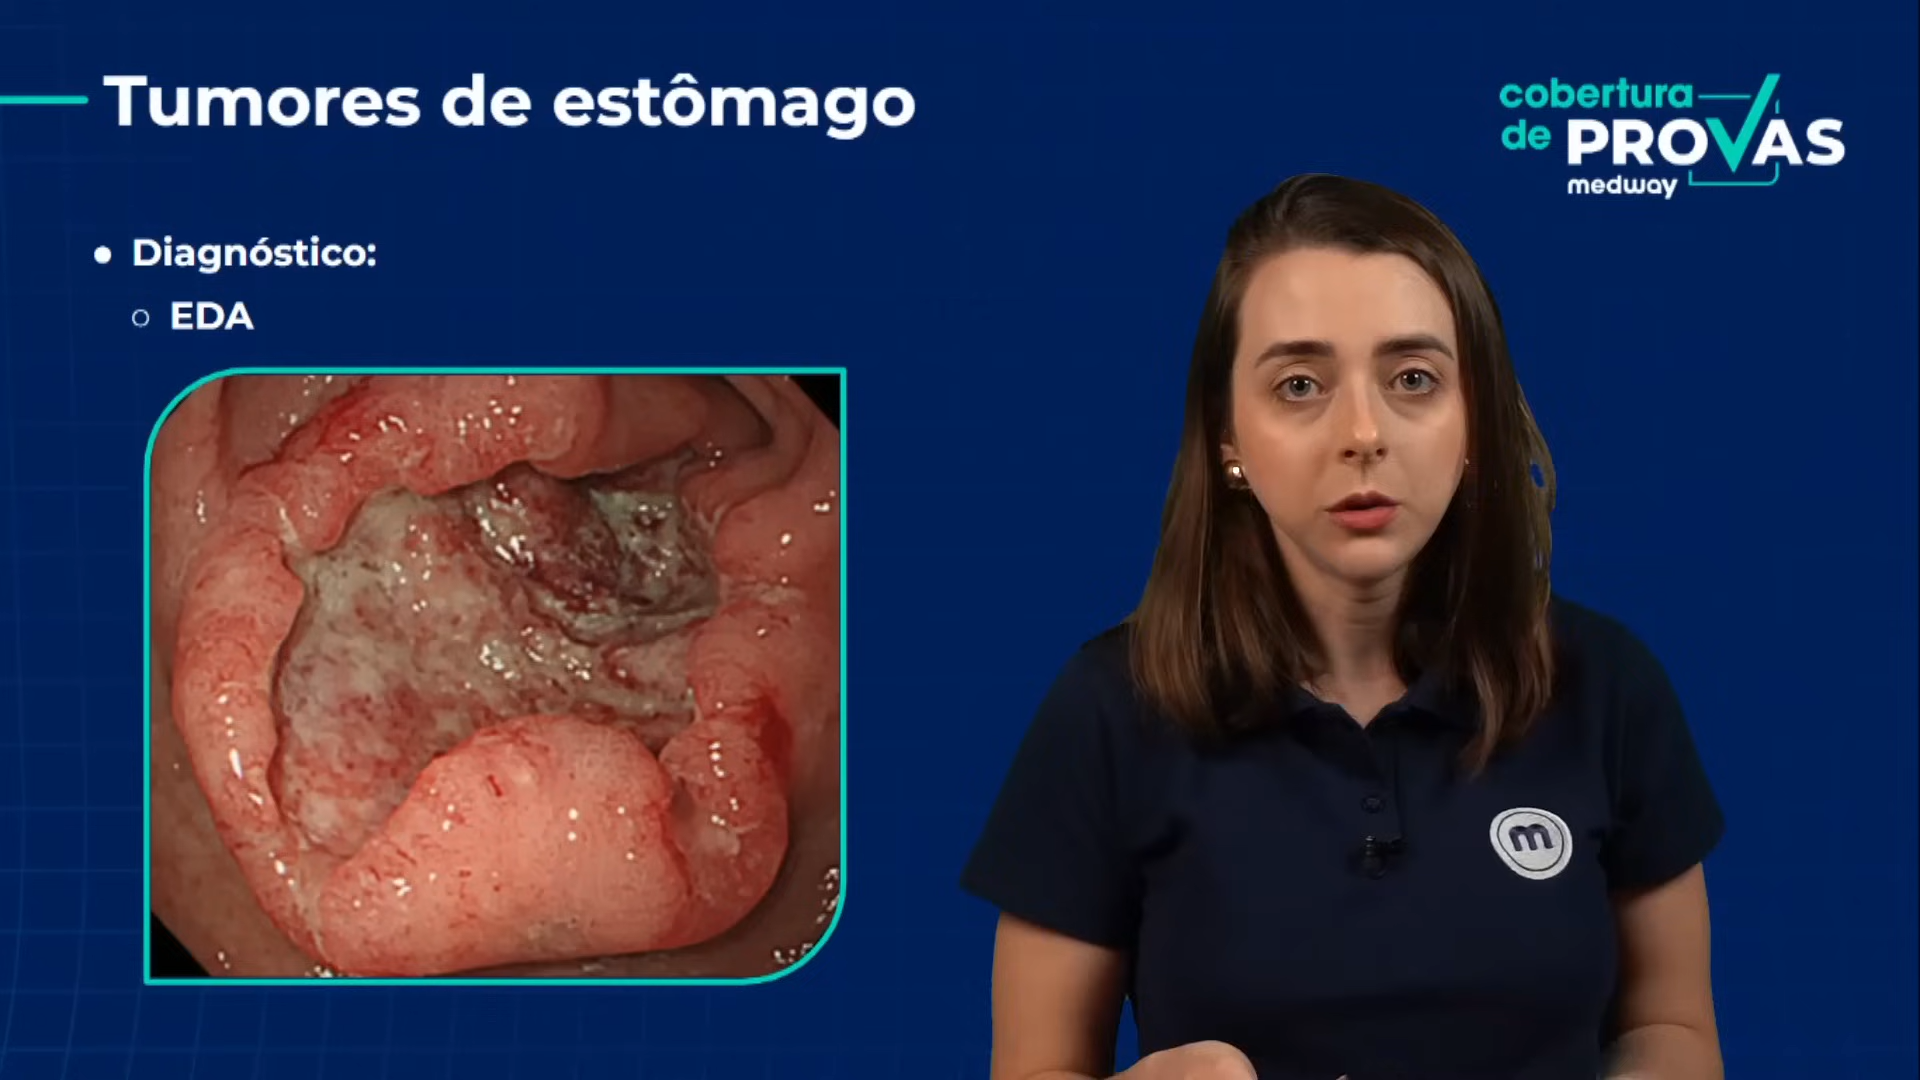 Tumores de estômago
cobertura
de PROVAS
medway
• Diagnóstico:
○ EDA
m